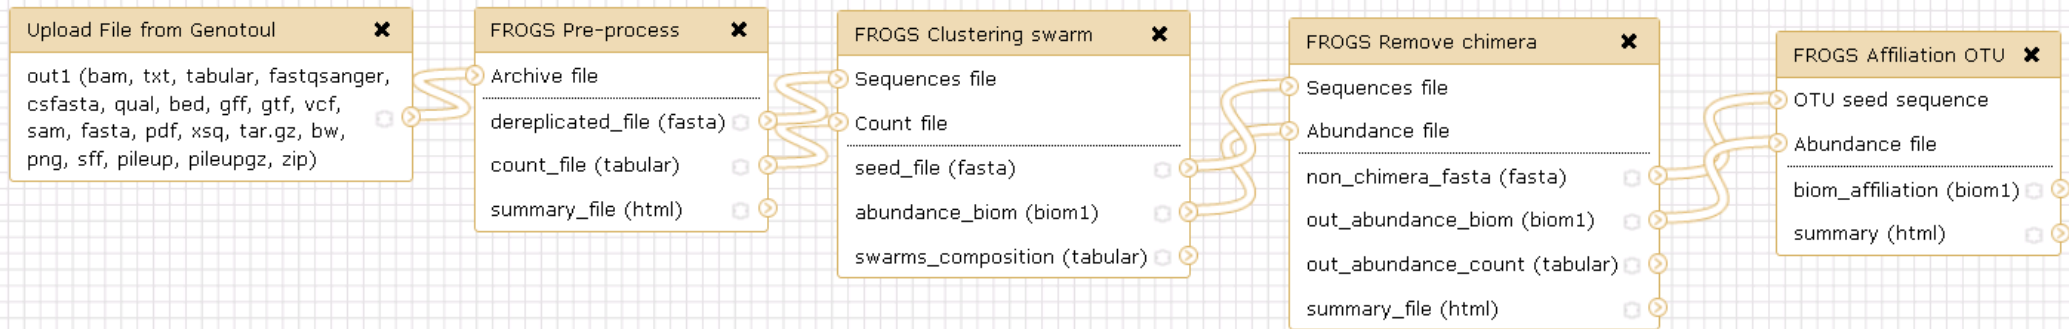 Upload File from Genotoul
out1 (bam, txt, tabular, fastqsanger,
csfasta, qual, bed, gff, gtf, vcf,
sam, fasta, pdf, xsq, tar.gz, bw,
png, sff, pileup, pileupgz, zip)
FROGS Pre-process
Archive file
dereplicated_file (fasta)
count_file (tabular)
summary_file (html)
FROGS Clustering swarm
Sequences file
Count file
seed_file (fasta)
abundance_biom (biom1)
swarms_composition (tabular)
FROGS Remove chimera
Sequences file
Abundance file
non_chimera_fasta (fasta)
out_abundance_biom (biom1)
out_abundance_count (tabular)
summary_file (html)
FROGS Affiliation OTU
OTU seed sequence
Abundance file
biom_affiliation (biom1)
summary (html)